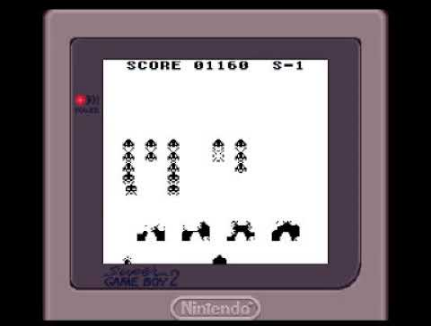 SCORE 01160 S-1
POWER
Super
GAME BOY 2
Nintendo